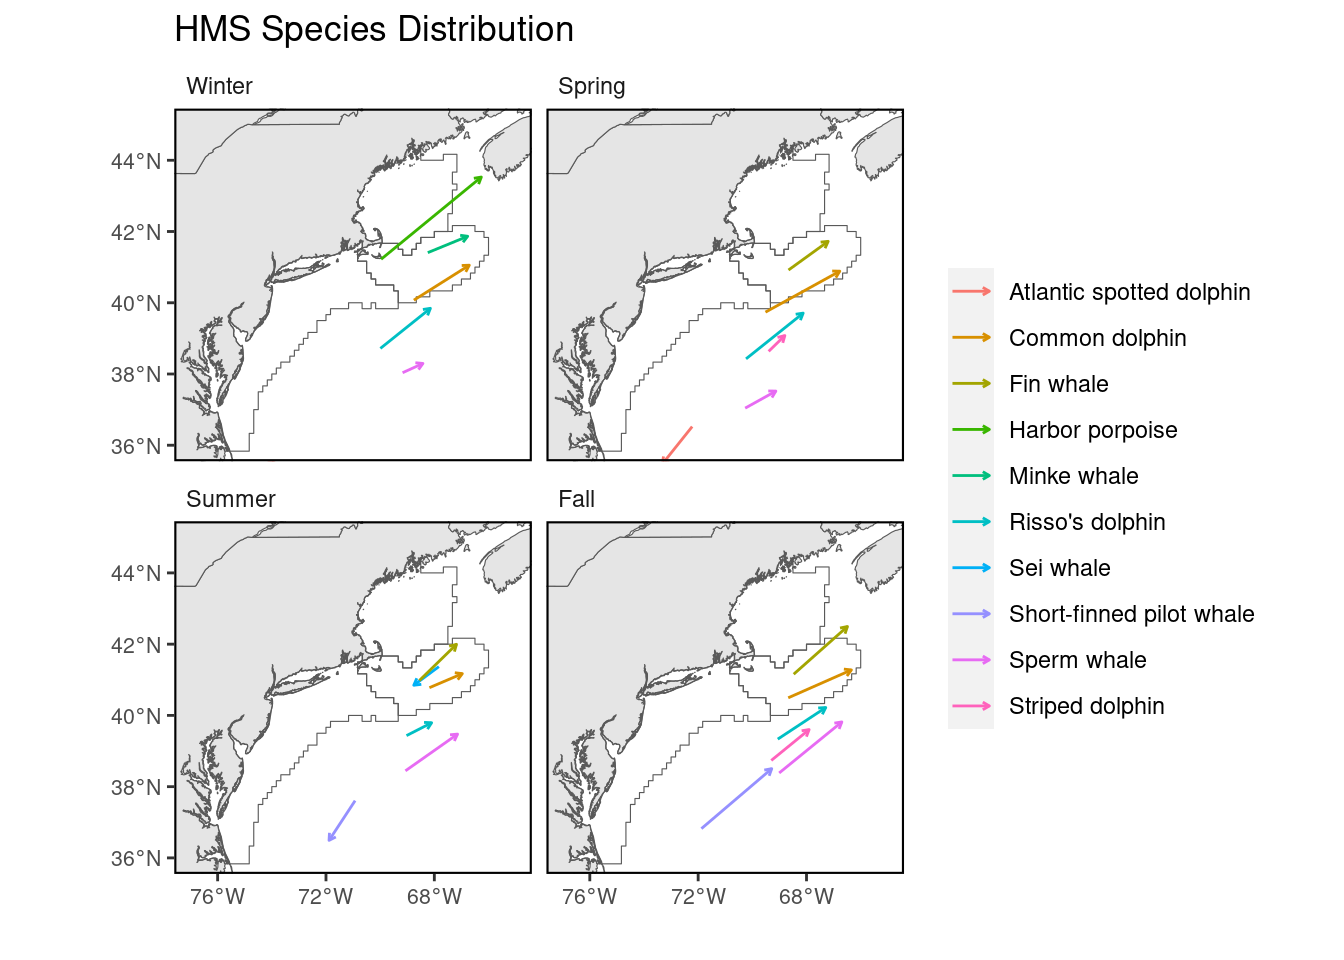 HMS Species Distribution
Winter
Spring
44°N
42°N
40°N
38°N
36°N
Summer
Fall
44°N
42°N
40°N
38°N
36°N
76°W
72°W
68°W
76°W
72°W
68°W
Atlantic spotted dolphin
Common dolphin
Fin whale
Harbor porpoise
Minke whale
Risso's dolphin
Sei whale
Short-finned pilot whale
Sperm whale
Striped dolphin